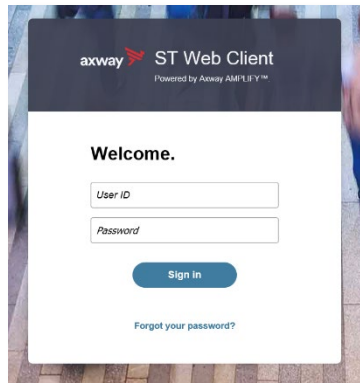 axway ST Web Client
Powered by Axway AMPLIFY™
Welcome.
User ID
Password
Sign in
Forgot your password?